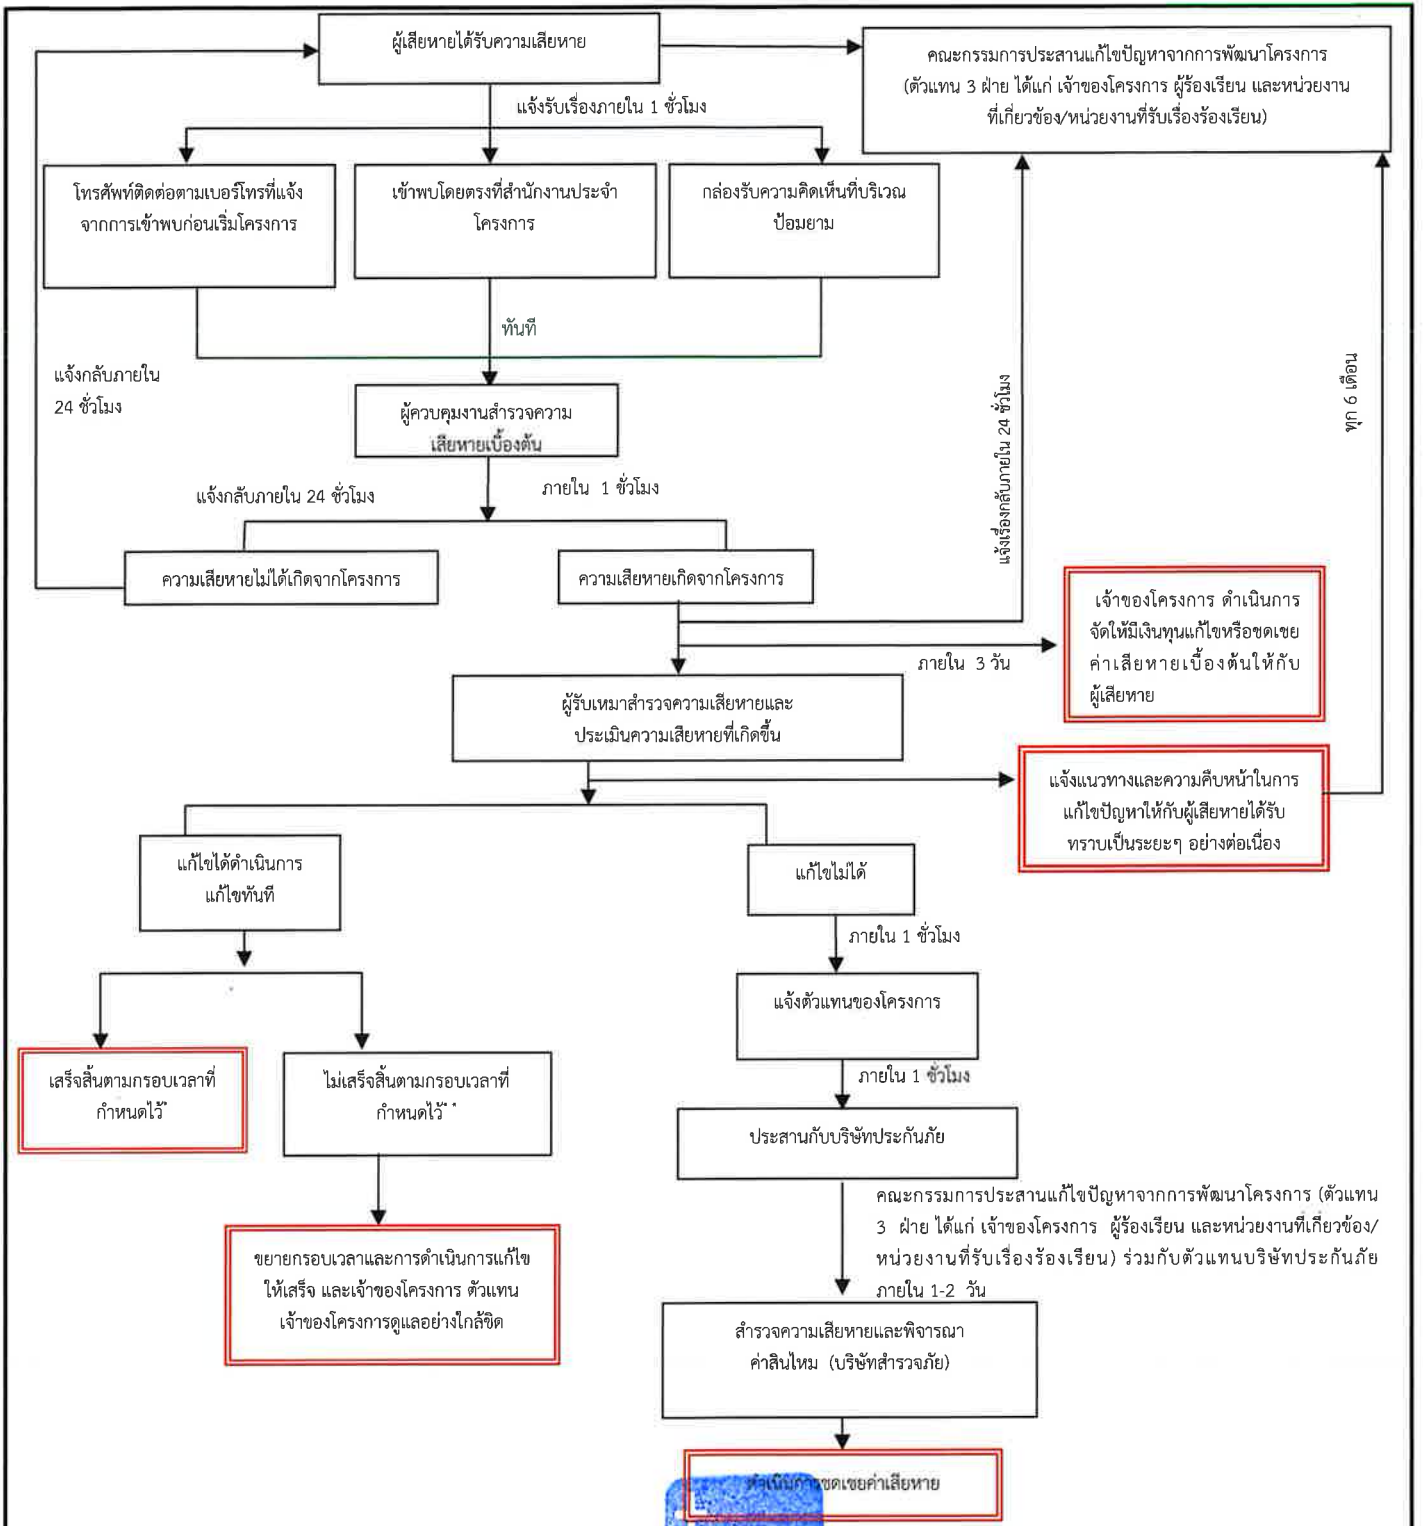 ผู้เสียหายได้รับความเสียหาย
คณะกรรมการประสานแก้ไขปัญหาจากการพัฒนาโครงการ
(ตัวแทน 3 ฝ่าย ได้แก่ เจ้าของโครงการ ผู้ร้องเรียน และหน่วยงาน
ที่เกี่ยวข้อง/หน่วยงานที่รับเรื่องร้องเรียน)
แจ้งรับเรื่องภายใน 1 ชั่วโมง
โทรศัพท์ติดต่อตามเบอร์โทรที่แจ้ง
จากการเข้าพบก่อนเริ่มโครงการ
เข้าพบโดยตรงที่สำนักงานประจำ
โครงการ
กล่องรับความคิดเห็นที่บริเวณ
ป้อมยาม
ทันที
แจ้งกลับภายใน
24 ชั่วโมง
ผู้ควบคุมงานสำรวจความ
เสียหายเบื้องต้น
แจ้งเรื่องกลับภายใน 24 ชั่วโมง
ทุก 6 เดือน
แจ้งกลับภายใน 24 ชั่วโมง
ภายใน 1 ชั่วโมง
ความเสียหายไม่ได้เกิดจากโครงการ
ความเสียหายเกิดจากโครงการ
เจ้าของโครงการ ดำเนินการ
จัดให้มีเงินทุนแก้ไขหรือชดเชย
ค่าเสียหายเบื้องต้นให้กับ
ผู้เสียหาย
ภายใน 3 วัน
ผู้รับเหมาสำรวจความเสียหายและ
ประเมินความเสียหายที่เกิดขึ้น
แจ้งแนวทางและความคืบหน้าในการ
แก้ไขปัญหาให้กับผู้เสียหายได้รับ
ทราบเป็นระยะๆ อย่างต่อเนื่อง
แก้ไขได้ดำเนินการ
แก้ไขทันที
แก้ไขไม่ได้
ภายใน 1 ชั่วโมง
แจ้งตัวแทนของโครงการ
ภายใน 1 ชั่วโมง
เสร็จสิ้นตามกรอบเวลาที่
กำหนดไว้*
ไม่เสร็จสิ้นตามกรอบเวลาที่
กำหนดไว้**
ประสานกับบริษัทประกันภัย
คณะกรรมการประสานแก้ไขปัญหาจากการพัฒนาโครงการ (ตัวแทน
3 ฝ่าย ได้แก่ เจ้าของโครงการ ผู้ร้องเรียน และหน่วยงานที่เกี่ยวข้อง/
หน่วยงานที่รับเรื่องร้องเรียน) ร่วมกับตัวแทนบริษัทประกันภัย
ภายใน 1-2 วัน
ขยายกรอบเวลาและการดำเนินการแก้ไข
ให้เสร็จ และเจ้าของโครงการ ตัวแทน
เจ้าของโครงการดูแลอย่างใกล้ชิด
สำรวจความเสียหายและพิจารณา
ค่าสินไหม (บริษัทสำรวจภัย)
ดำเนินการชดเชยค่าเสียหาย